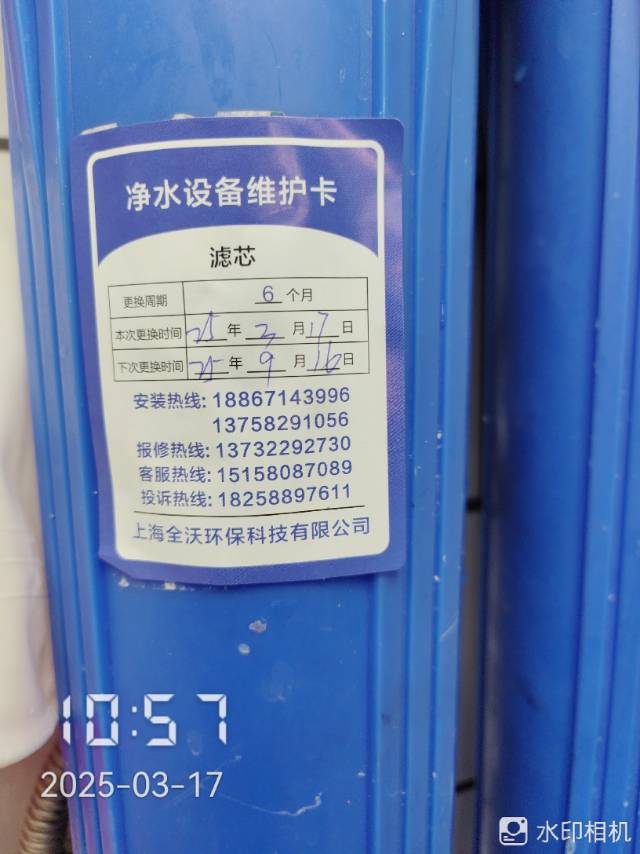 净水设备维护卡
滤芯
更换周期 6 个月
本次更换时间 25 年 3 月 17 日
下次更换时间 25 年 9 月 16 日
安装热线: 18867143996
13758291056
报修热线: 13732292730
客服热线: 15158087089
投诉热线: 18258897611
上海全沃环保科技有限公司
10:57
2025-03-17
水印相机